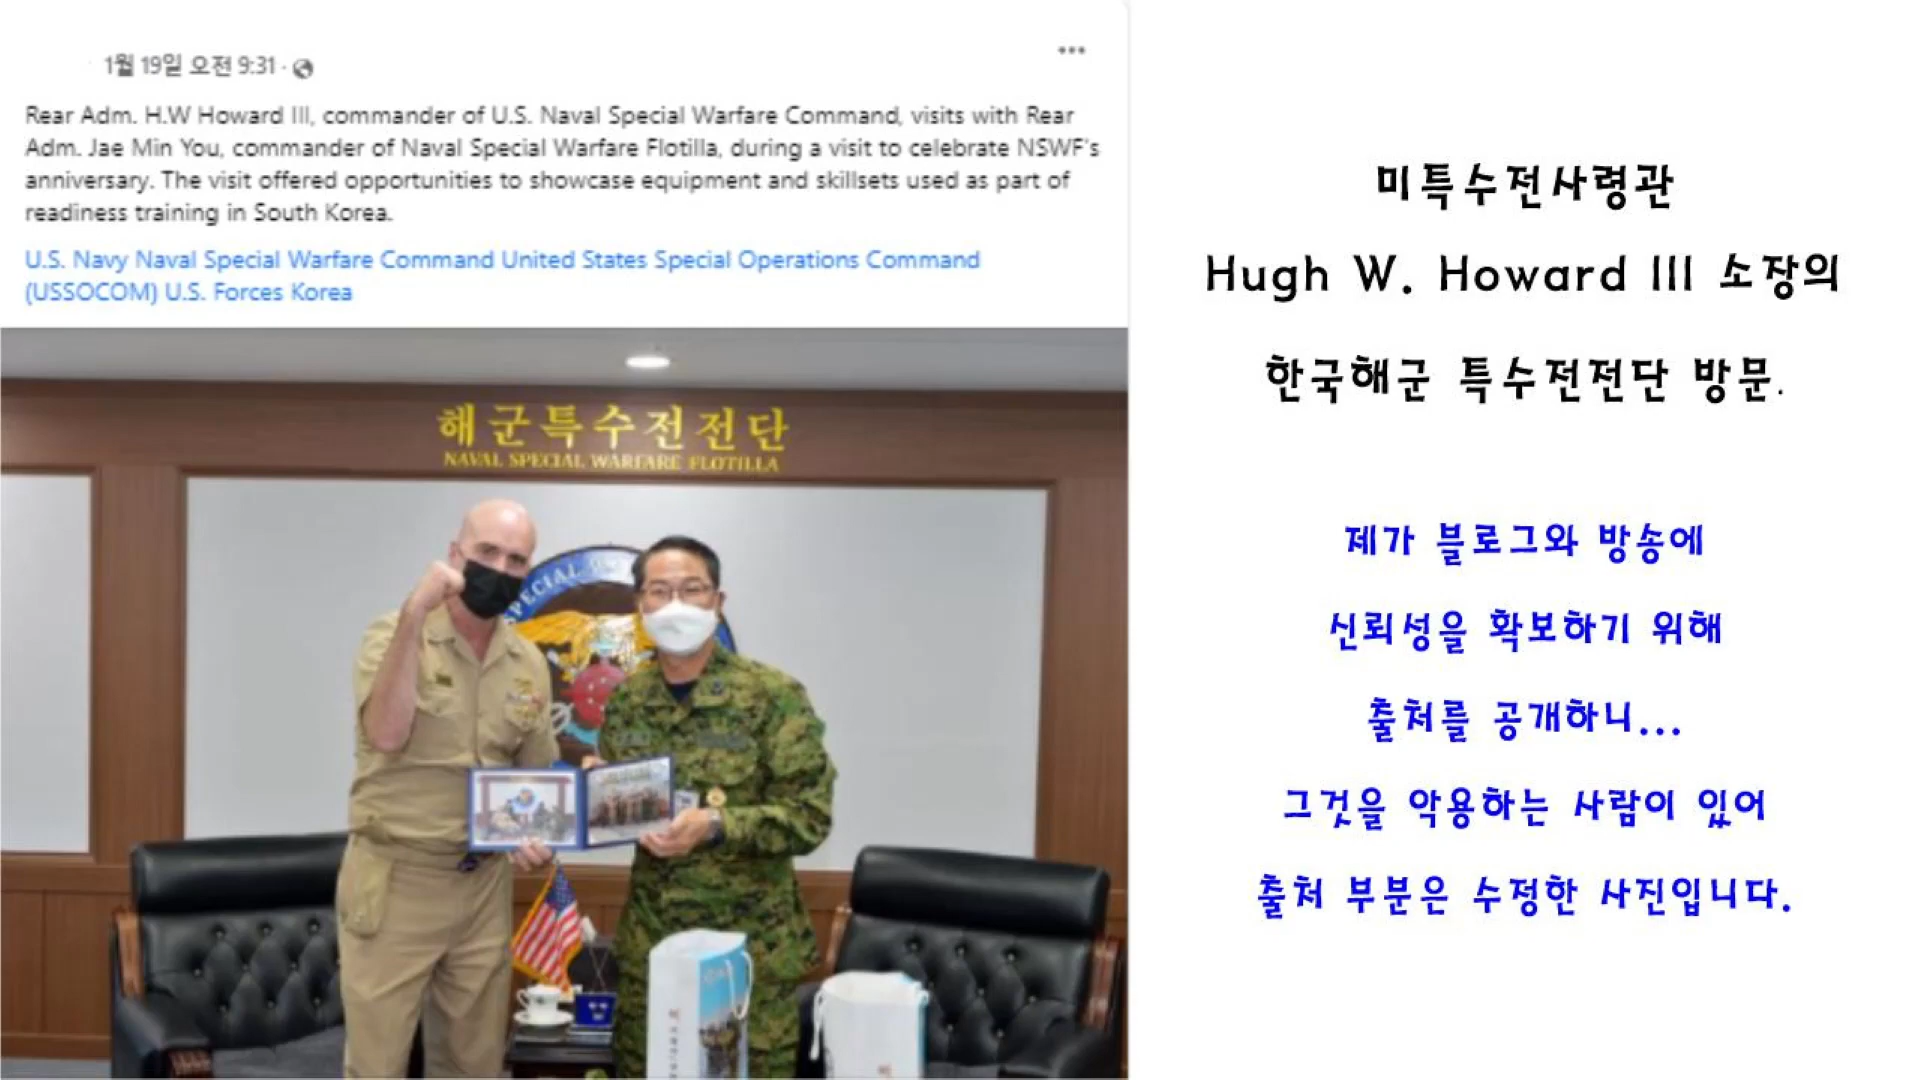 1월 19일 오전 9:31 ·
Rear Adm. H.W Howard III, commander of U.S. Naval Special Warfare Command, visits with Rear
Adm. Jae Min You, commander of Naval Special Warfare Flotilla, during a visit to celebrate NSWF's
anniversary. The visit offered opportunities to showcase equipment and skillsets used as part of
readiness training in South Korea.
U.S. Navy Naval Special Warfare Command United States Special Operations Command
(USSOCOM) U.S. Forces Korea
해군특수전전단
NAVAL SPECIAL WARFARE FLOTILLA
SPECIAL
미특수전사령관
Hugh W. Howard III 소장의
한국해군 특수전전단 방문.
제가 블로그와 방송에
신뢰성을 확보하기 위해
출처를 공개하니...
그것을 악용하는 사람이 있어
출처 부분은 수정한 사진입니다.